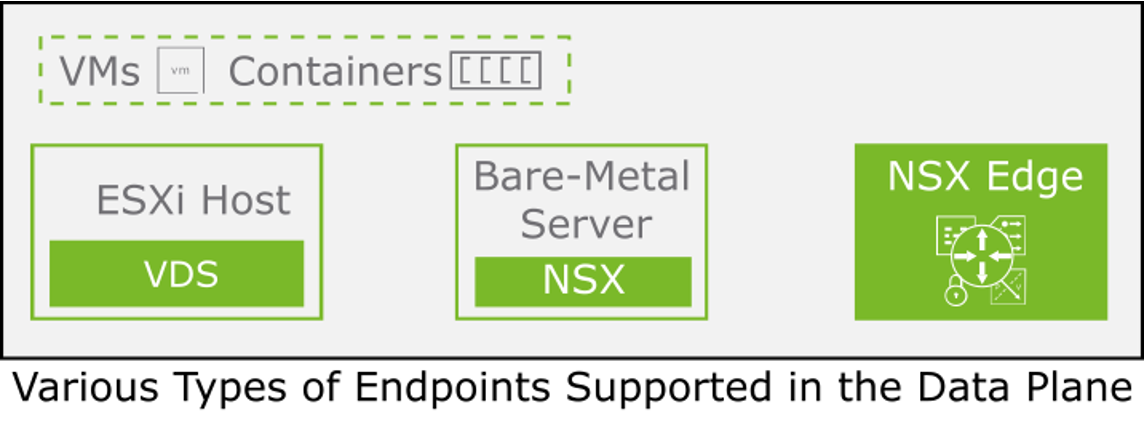 VMs vm Containers
ESXi Host
VDS
Bare-Metal
Server
NSX
NSX Edge
Various Types of Endpoints Supported in the Data Plane